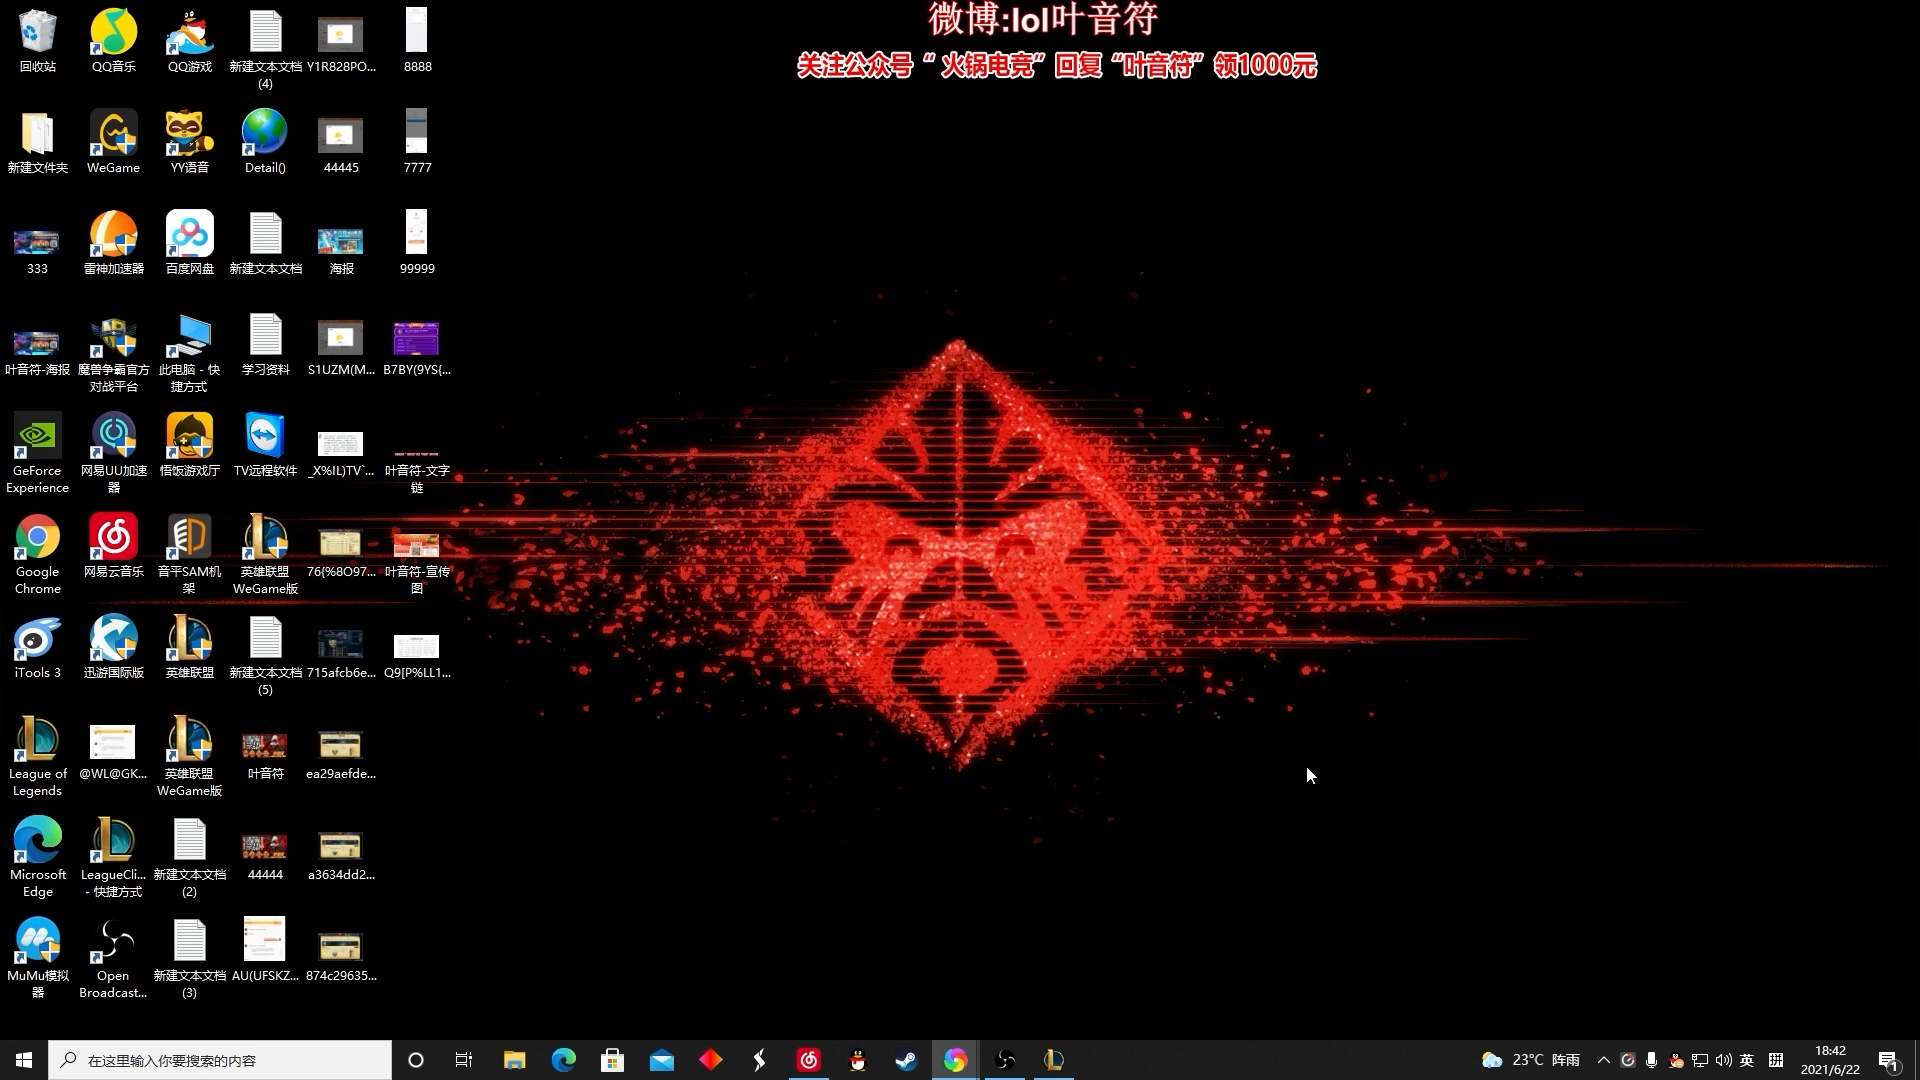 微博:lol叶音符
关注公众号“火锅电竞”回复“叶音符”领1000元
回收站
QQ音乐
QQ游戏
新建文本文档
(4)
Y1R828PO...
8888
新建文件夹
WeGame
YY语音
Detail()
44445
7777
333
雷神加速器
百度网盘
新建文本文档
海报
99999
叶音符-海报
魔兽争霸官方
对战平台
此电脑 - 快
捷方式
学习资料
S1UZM(M...
B7BY(9YS{...
GeForce
Experience
网易UU加速
器
悟饭游戏厅
TV远程软件
_X%IL)TV`...
叶音符-文字
链
Google
Chrome
网易云音乐
音平SAM机
架
英雄联盟
WeGame版
76{%8O97...
叶音符-宣传
图
iTools 3
迅游国际版
英雄联盟
新建文本文档
(5)
715afcb6e...
Q9[P%LL1...
League of
Legends
@WL@GK...
英雄联盟
WeGame版
叶音符
ea29aefde...
Microsoft
Edge
LeagueCli...
- 快捷方式
新建文本文档
(2)
44444
a3634dd2...
MuMu模拟
器
Open
Broadcast...
新建文本文档
(3)
AU(UFSKZ...
874c29635...
在这里输入你要搜索的内容
23°C 阵雨
英
拼
18:42
2021/6/22
1